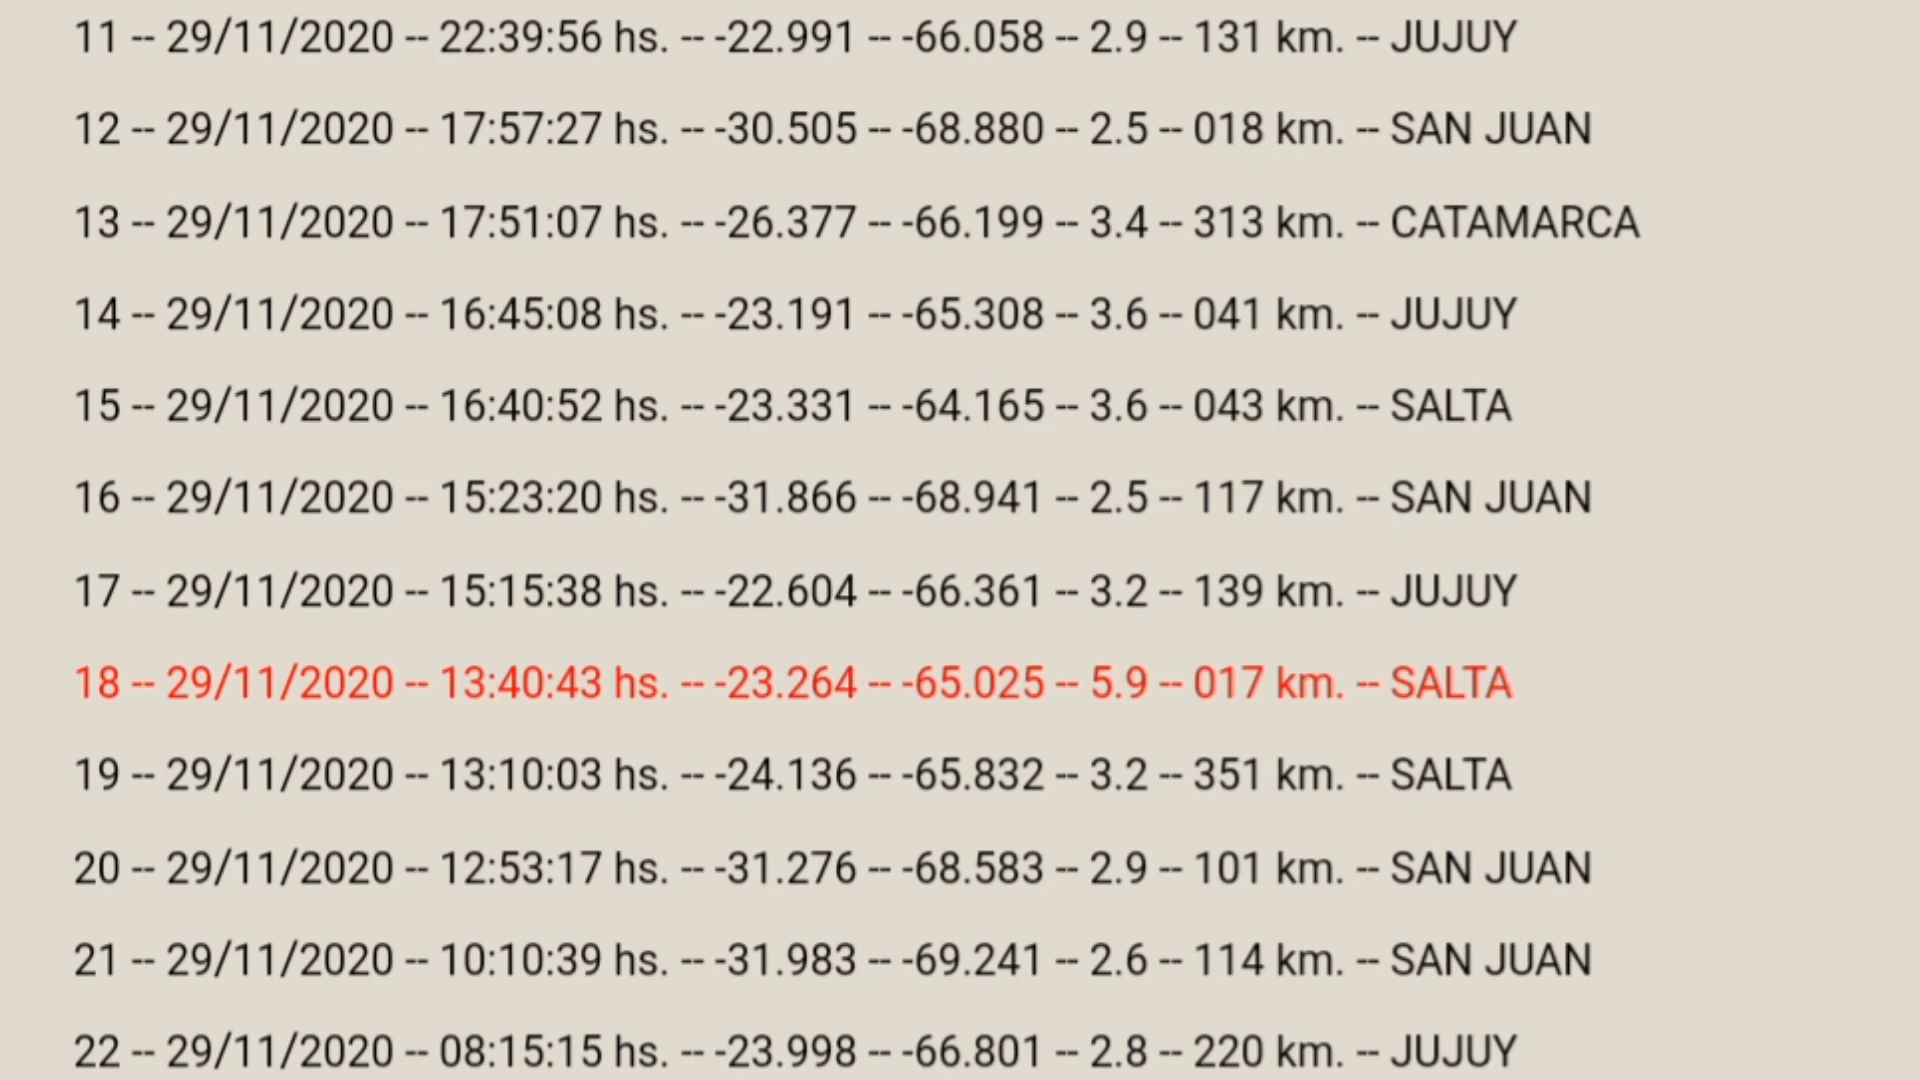 11 -- 29/11/2020 -- 22:39:56 hs. -- -22.991 -- -66.058 -- 2.9 -- 131 km. -- JUJUY
12 -- 29/11/2020 -- 17:57:27 hs. -- -30.505 -- -68.880 -- 2.5 -- 018 km. -- SAN JUAN
13 -- 29/11/2020 -- 17:51:07 hs. -- -26.377 -- -66.199 -- 3.4 -- 313 km. -- CATAMARCA
14 -- 29/11/2020 -- 16:45:08 hs. -- -23.191 -- -65.308 -- 3.6 -- 041 km. -- JUJUY
15 -- 29/11/2020 -- 16:40:52 hs. -- -23.331 -- -64.165 -- 3.6 -- 043 km. -- SALTA
16 -- 29/11/2020 -- 15:23:20 hs. -- -31.866 -- -68.941 -- 2.5 -- 117 km. -- SAN JUAN
17 -- 29/11/2020 -- 15:15:38 hs. -- -22.604 -- -66.361 -- 3.2 -- 139 km. -- JUJUY
18 -- 29/11/2020 -- 13:40:43 hs. -- -23.264 -- -65.025 -- 5.9 -- 017 km. -- SALTA
19 -- 29/11/2020 -- 13:10:03 hs. -- -24.136 -- -65.832 -- 3.2 -- 351 km. -- SALTA
20 -- 29/11/2020 -- 12:53:17 hs. -- -31.276 -- -68.583 -- 2.9 -- 101 km. -- SAN JUAN
21 -- 29/11/2020 -- 10:10:39 hs. -- -31.983 -- -69.241 -- 2.6 -- 114 km. -- SAN JUAN
22 -- 29/11/2020 -- 08:15:15 hs. -- -23.998 -- -66.801 -- 2.8 -- 220 km. -- JUJUY